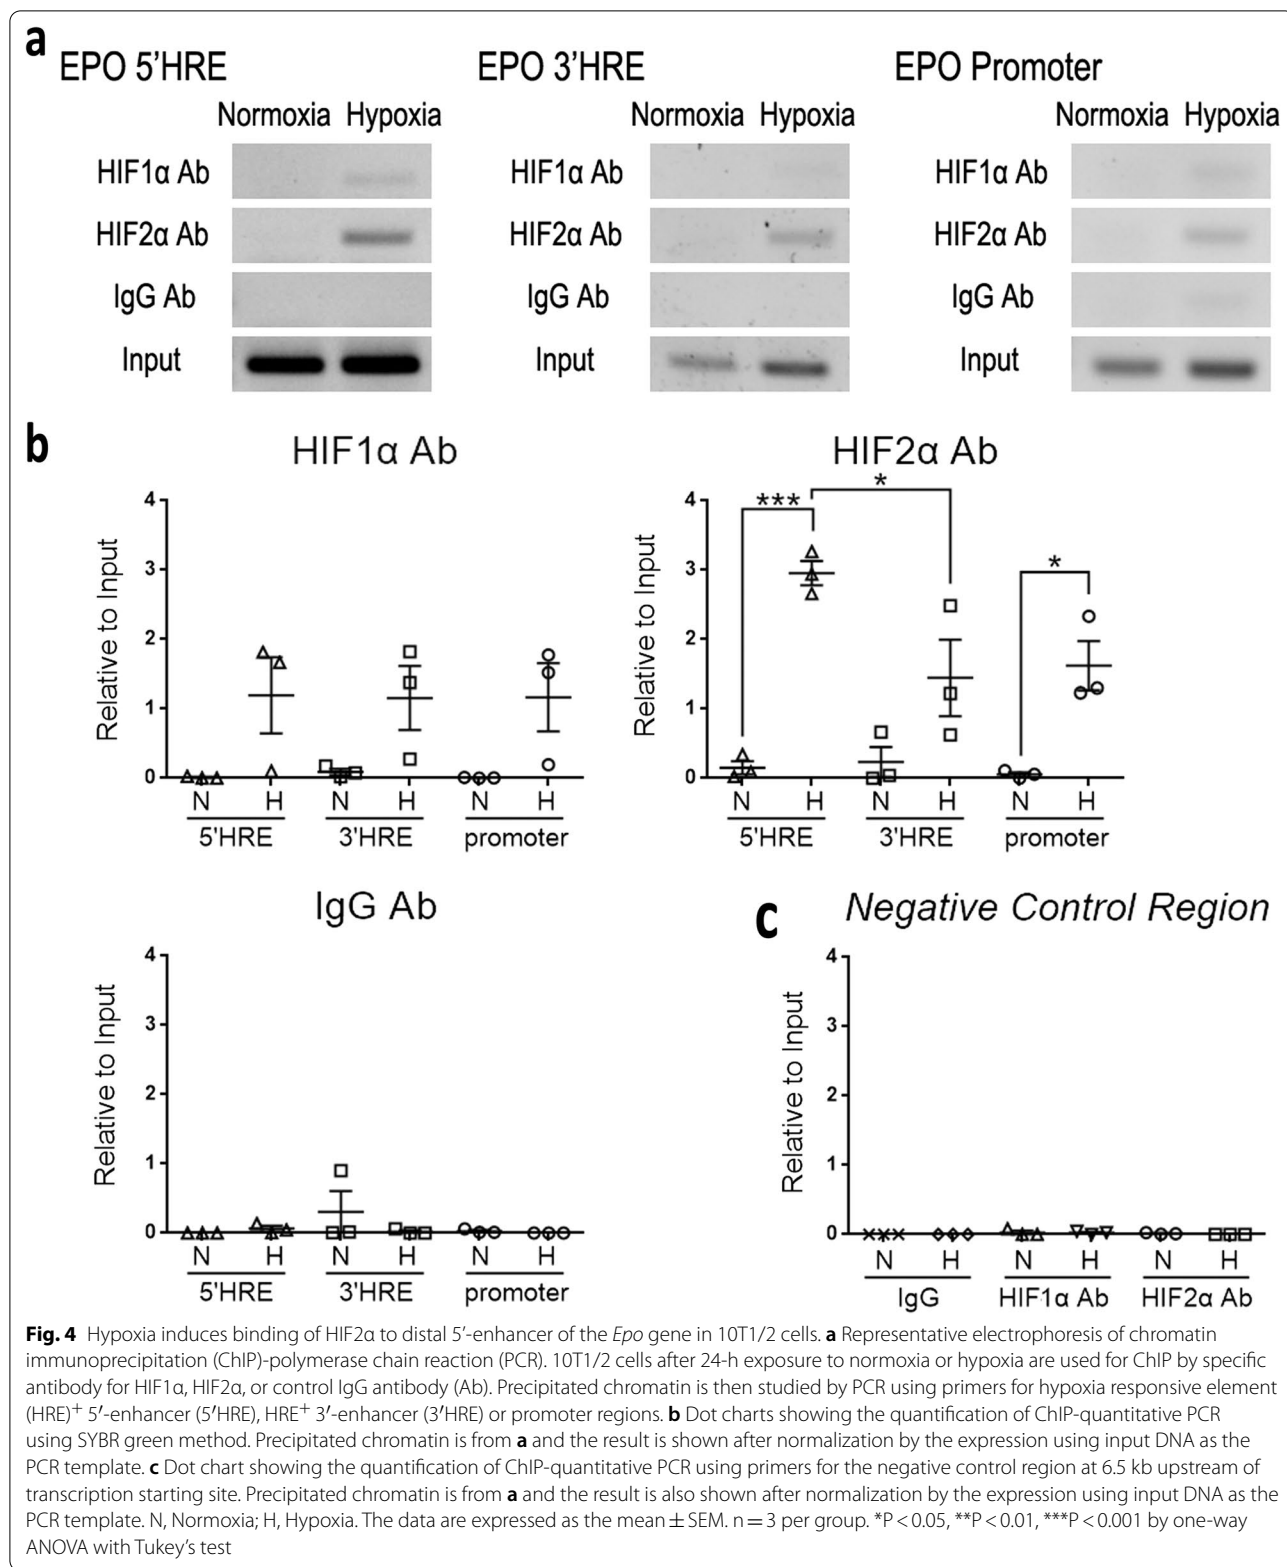 a
EPO 5'HRE
EPO 3'HRE
EPO Promoter
Normoxia Hypoxia
Normoxia Hypoxia
Normoxia Hypoxia
HIF1α Ab
HIF1α Ab
HIF1α Ab
HIF2α Ab
HIF2α Ab
HIF2α Ab
IgG Ab
IgG Ab
IgG Ab
Input
Input
Input
b
HIF1α Ab
Relative to Input
4
3
2
1
0
N H N H N H
5'HRE 3'HRE promoter
HIF2α Ab
Relative to Input
4
3
2
1
0
***
*
*
N H N H N H
5'HRE 3'HRE promoter
IgG Ab
Relative to Input
4
3
2
1
0
N H N H N H
5'HRE 3'HRE promoter
c
Negative Control Region
Relative to Input
4
3
2
1
0
N H N H N H
IgG HIF1α Ab HIF2α Ab
Fig. 4 Hypoxia induces binding of HIF2α to distal 5′-enhancer of the Epo gene in 10T1/2 cells. a Representative electrophoresis of chromatin
immunoprecipitation (ChIP)-polymerase chain reaction (PCR). 10T1/2 cells after 24-h exposure to normoxia or hypoxia are used for ChIP by specific
antibody for HIF1α, HIF2α, or control IgG antibody (Ab). Precipitated chromatin is then studied by PCR using primers for hypoxia responsive element
(HRE)+ 5′-enhancer (5′HRE), HRE+ 3′-enhancer (3′HRE) or promoter regions. b Dot charts showing the quantification of ChIP-quantitative PCR
using SYBR green method. Precipitated chromatin is from a and the result is shown after normalization by the expression using input DNA as the
PCR template. c Dot chart showing the quantification of ChIP-quantitative PCR using primers for the negative control region at 6.5 kb upstream of
transcription starting site. Precipitated chromatin is from a and the result is also shown after normalization by the expression using input DNA as the
PCR template. N, Normoxia; H, Hypoxia. The data are expressed as the mean ± SEM. n = 3 per group. *P < 0.05, **P < 0.01, ***P < 0.001 by one-way
ANOVA with Tukey's test